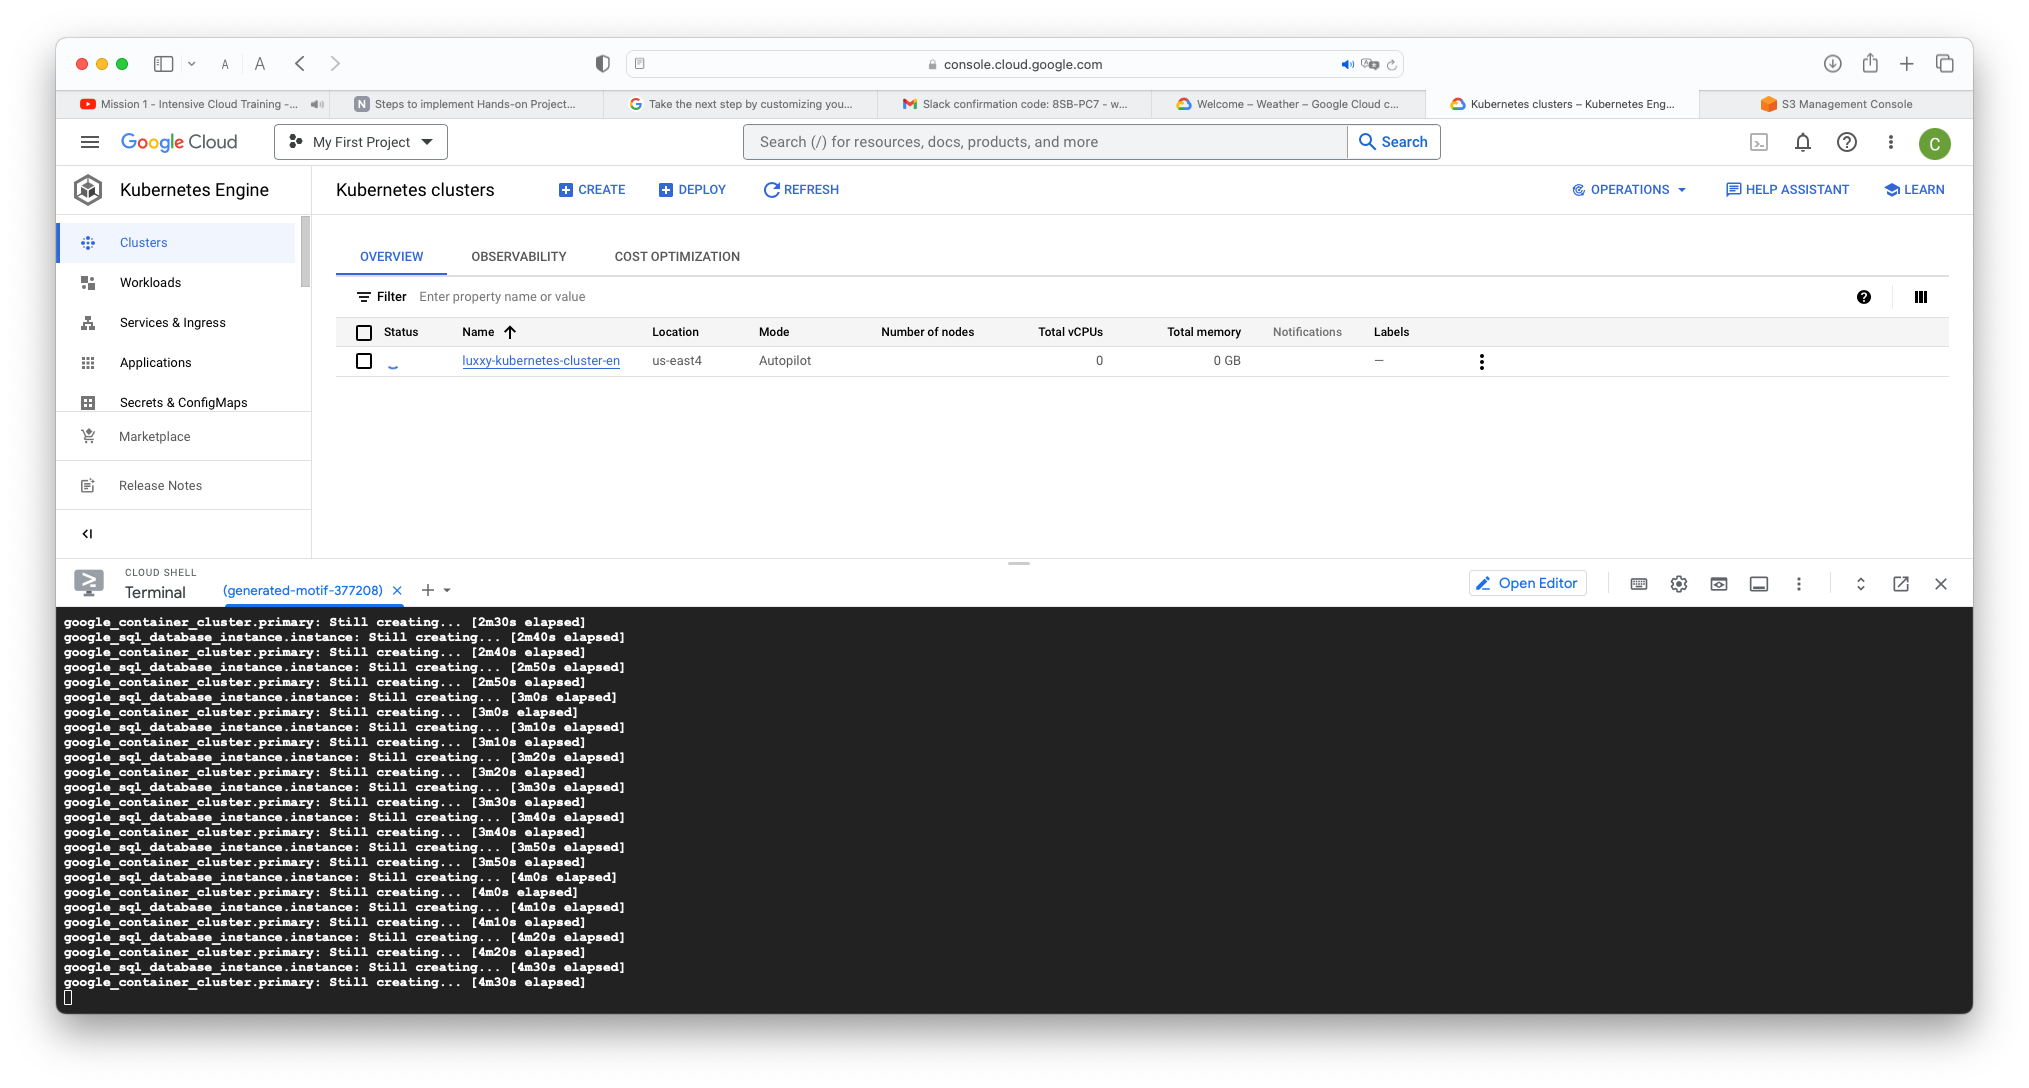 A A console.cloud.google.com
Mission 1 - Intensive Cloud Training -... Steps to implement Hands-on Project... Take the next step by customizing you... Slack confirmation code: 8SB-PC7 - w... Welcome – Weather – Google Cloud c... Kubernetes clusters – Kubernetes Eng... S3 Management Console
Google Cloud My First Project Search (/) for resources, docs, products, and more Search C
Kubernetes Engine Kubernetes clusters CREATE DEPLOY REFRESH OPERATIONS HELP ASSISTANT LEARN
Clusters
Workloads
Services & Ingress
Applications
Secrets & ConfigMaps
Marketplace
Release Notes
OVERVIEW OBSERVABILITY COST OPTIMIZATION
Filter Enter property name or value
Status Name Location Mode Number of nodes Total vCPUs Total memory Notifications Labels
luxxy-kubernetes-cluster-en us-east4 Autopilot 0 0 GB —
CLOUD SHELL
Terminal (generated-motif-377208) Open Editor
google_container_cluster.primary: Still creating... [2m30s elapsed]
google_sql_database_instance.instance: Still creating... [2m40s elapsed]
google_container_cluster.primary: Still creating... [2m40s elapsed]
google_sql_database_instance.instance: Still creating... [2m50s elapsed]
google_container_cluster.primary: Still creating... [2m50s elapsed]
google_sql_database_instance.instance: Still creating... [3m0s elapsed]
google_container_cluster.primary: Still creating... [3m0s elapsed]
google_sql_database_instance.instance: Still creating... [3m10s elapsed]
google_container_cluster.primary: Still creating... [3m10s elapsed]
google_sql_database_instance.instance: Still creating... [3m20s elapsed]
google_container_cluster.primary: Still creating... [3m20s elapsed]
google_sql_database_instance.instance: Still creating... [3m30s elapsed]
google_container_cluster.primary: Still creating... [3m30s elapsed]
google_sql_database_instance.instance: Still creating... [3m40s elapsed]
google_container_cluster.primary: Still creating... [3m40s elapsed]
google_sql_database_instance.instance: Still creating... [3m50s elapsed]
google_container_cluster.primary: Still creating... [3m50s elapsed]
google_sql_database_instance.instance: Still creating... [4m0s elapsed]
google_container_cluster.primary: Still creating... [4m0s elapsed]
google_sql_database_instance.instance: Still creating... [4m10s elapsed]
google_container_cluster.primary: Still creating... [4m10s elapsed]
google_sql_database_instance.instance: Still creating... [4m20s elapsed]
google_container_cluster.primary: Still creating... [4m20s elapsed]
google_sql_database_instance.instance: Still creating... [4m30s elapsed]
google_container_cluster.primary: Still creating... [4m30s elapsed]